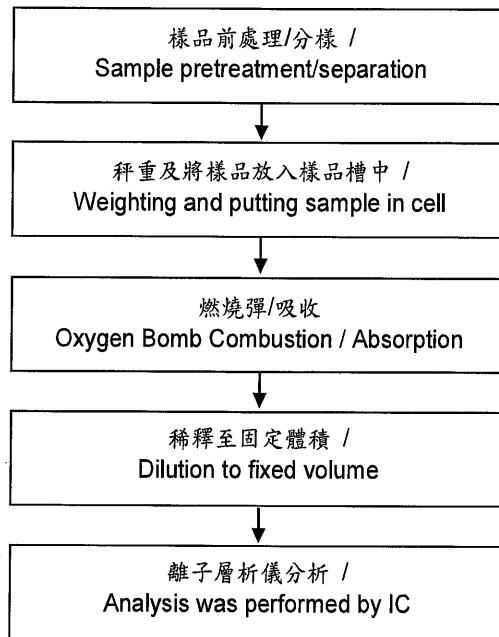 樣品前處理/分樣 /
Sample pretreatment/separation
秤重及將樣品放入樣品槽中 /
Weighting and putting sample in cell
燃燒彈/吸收
Oxygen Bomb Combustion / Absorption
稀釋至固定體積 /
Dilution to fixed volume
離子層析儀分析 /
Analysis was performed by IC